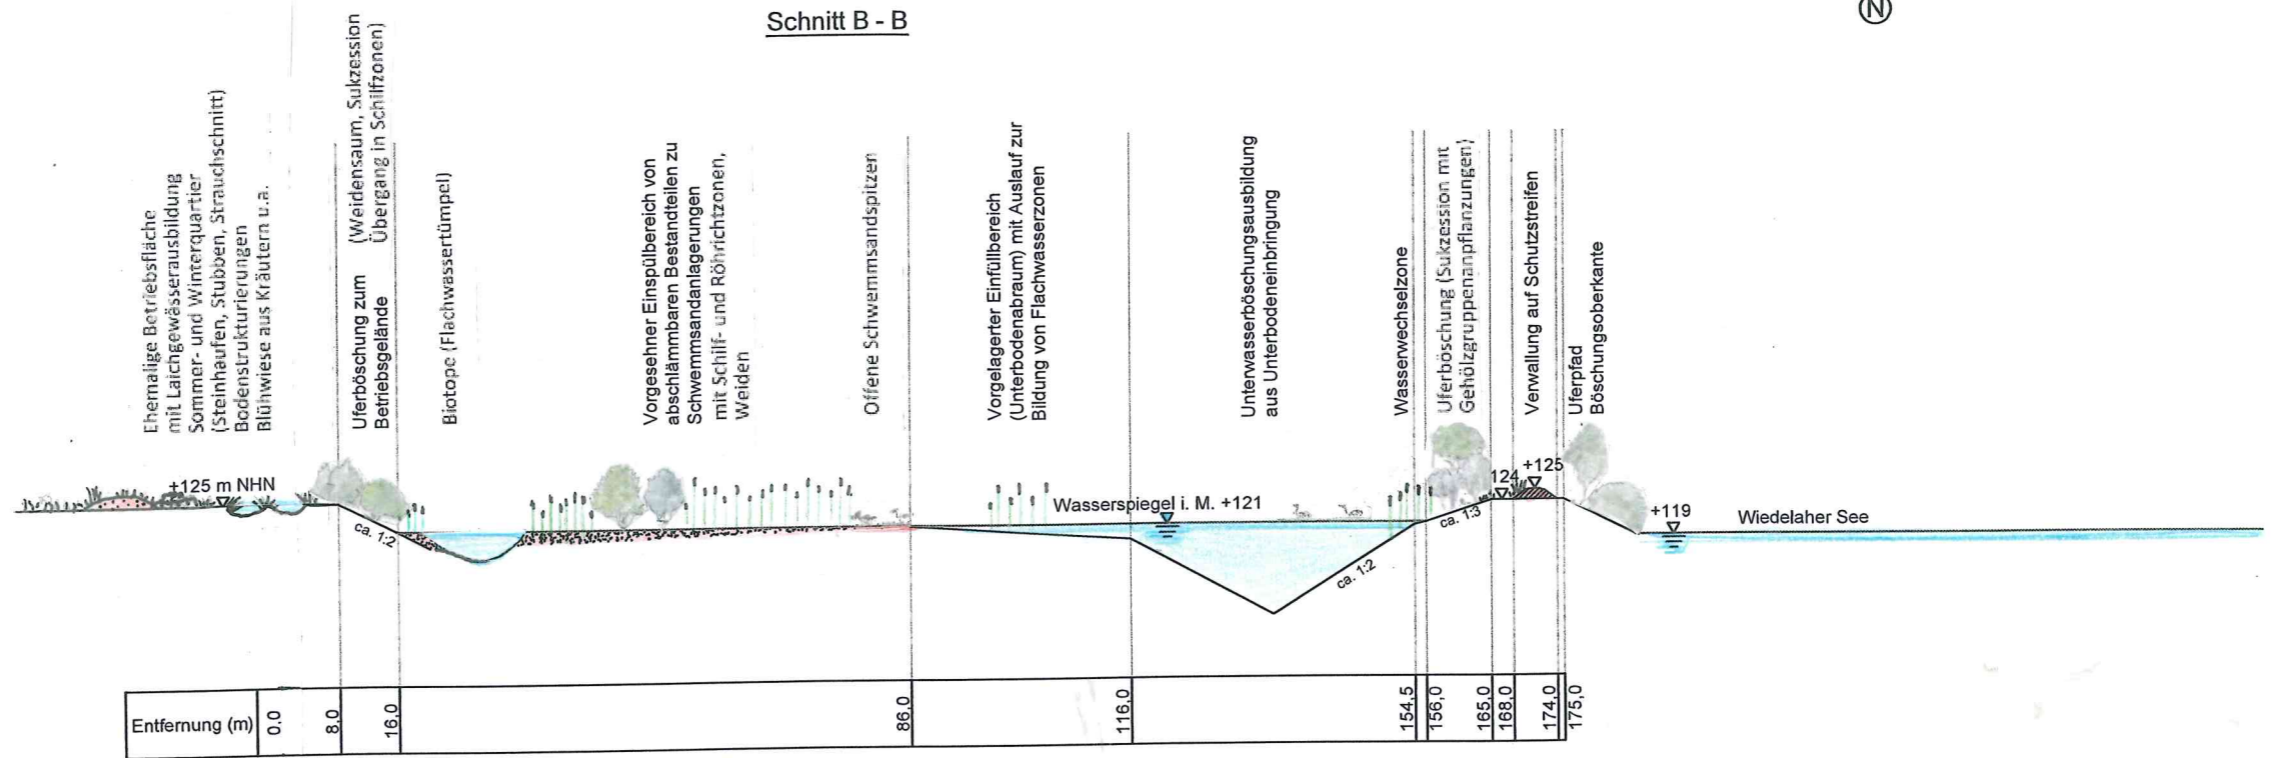 Schnitt B - B
N
Ehemalige Betriebsfläche
mit Laichgewässerausbildung
Sommer- und Winterquartier
(Steinhaufen, Stubben, Strauchschnitt)
Bodenstrukturierungen
Blühwiese aus Kräutern u.a.
Uferböschung zum (Weidensaum, Sukzession
Betriebsgelände Übergang in Schilfzonen)
Biotope (Flachwassertümpel)
Vorgesehner Einspülbereich von
abschlämmbaren Bestandteilen zu
Schwemmsandanlagerungen
mit Schilf- und Röhrichtzonen,
Weiden
Offene Schwemmsandspitzen
Vorgelagerter Einfüllbereich
(Unterbodenabraum) mit Auslauf zur
Bildung von Flachwasserzonen
Unterwasserböschungsausbildung
aus Unterbodeneinbringung
Wasserwechselzone
Uferböschung (Sukzession mit
Gehölzgruppenanpflanzungen)
Verwallung auf Schutzstreifen
Uferpfad
Böschungsoberkante
+125 m NHN
ca. 1:2
Wasserspiegel i. M. +121
ca. 1:2
ca. 1:3
124
+125
+119
Wiedelaher See
Entfernung (m) 0,0 8,0 16,0 86,0 116,0 154,5 156,0 165,0 168,0 174,0 175,0